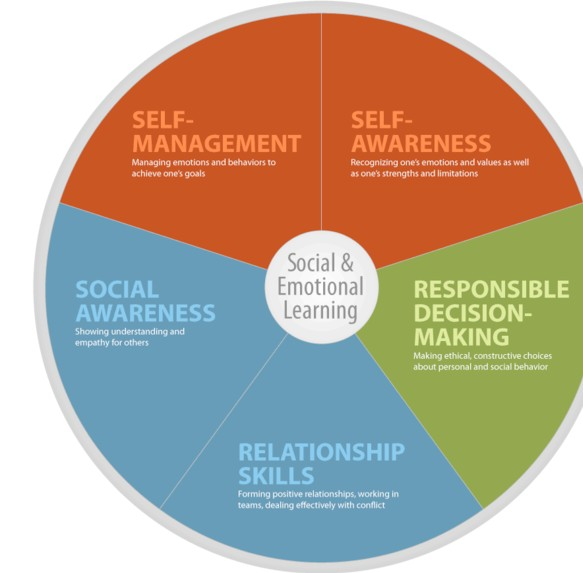 SELF-
MANAGEMENT
Managing emotions and behaviors to
achieve one's goals
SELF-
AWARENESS
Recognizing one's emotions and values as well
as one's strengths and limitations
Social &
Emotional
Learning
SOCIAL
AWARENESS
Showing understanding and
empathy for others
RESPONSIBLE
DECISION-
MAKING
Making ethical, constructive choices
about personal and social behavior
RELATIONSHIP
SKILLS
Forming positive relationships, working in
teams, dealing effectively with conflict